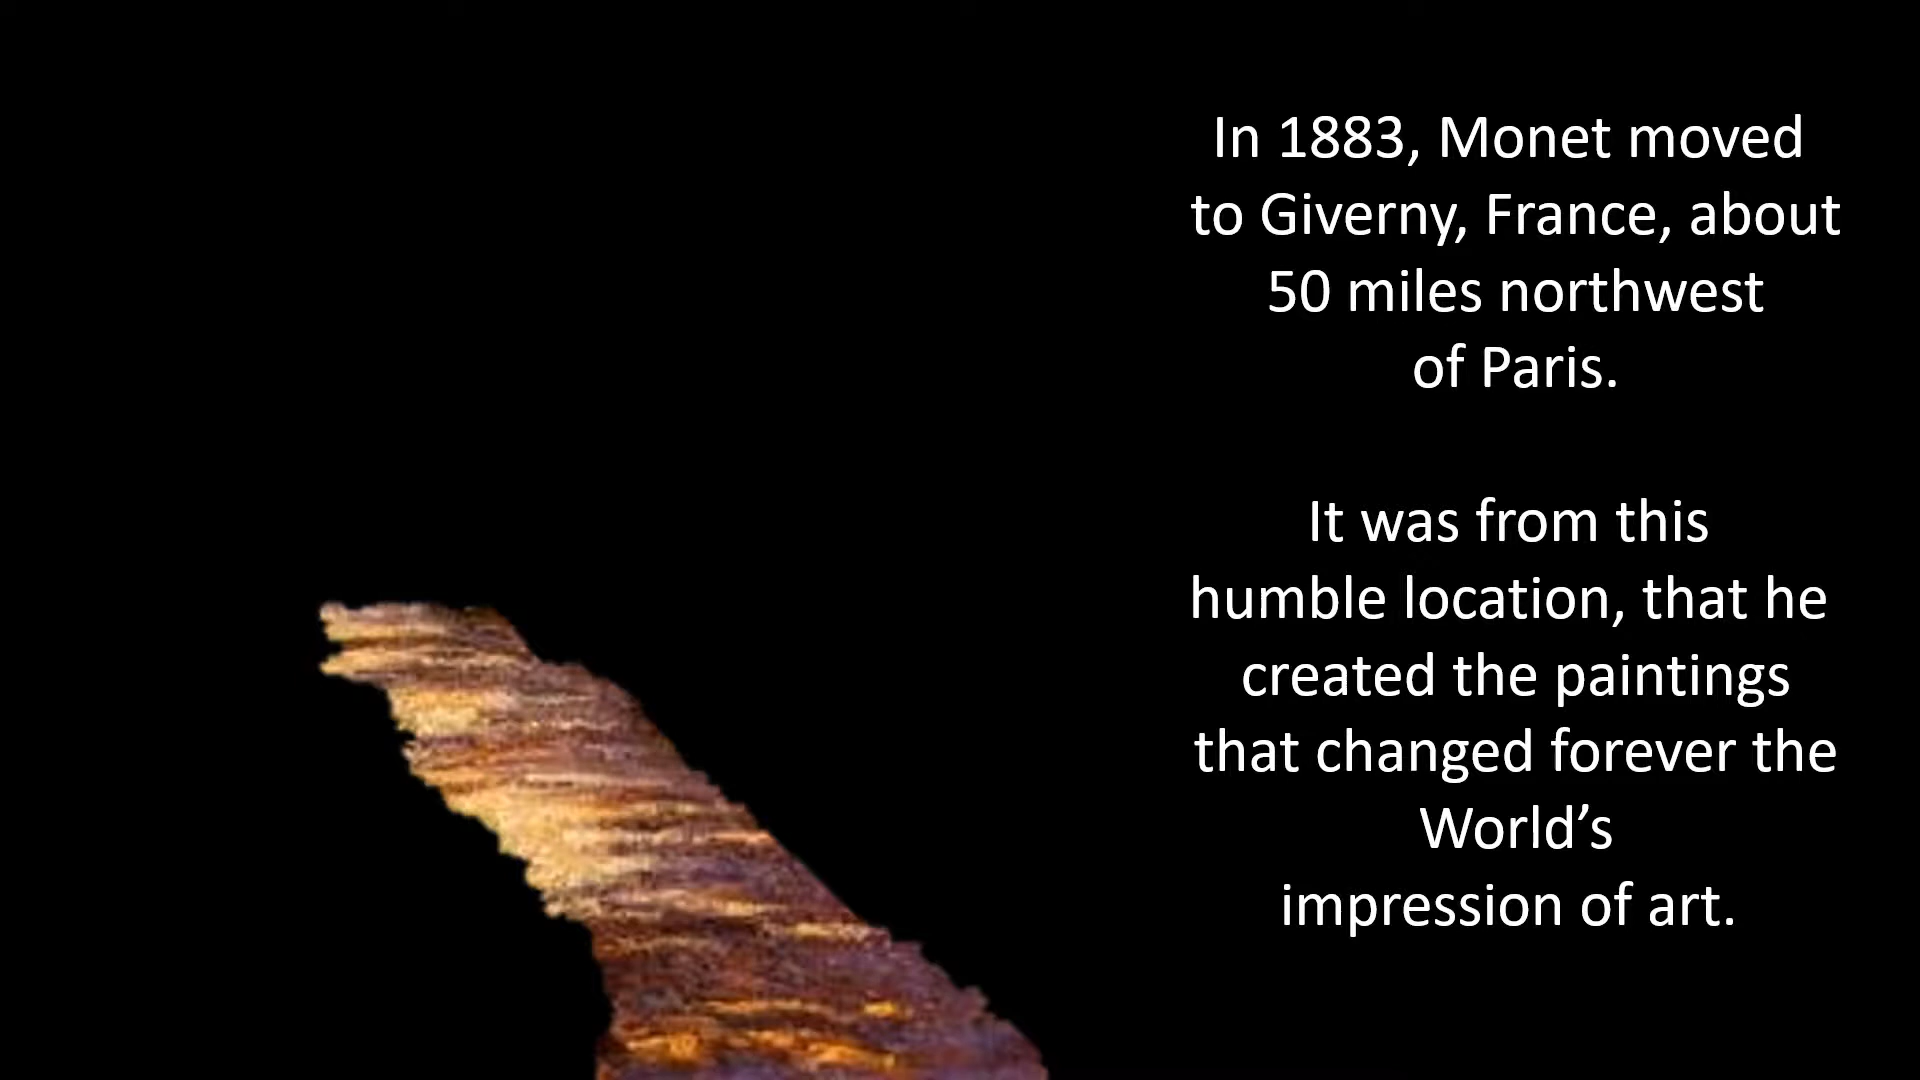 In 1883, Monet moved
to Giverny, France, about
50 miles northwest
of Paris.
It was from this
humble location, that he
created the paintings
that changed forever the
World’s
impression of art.